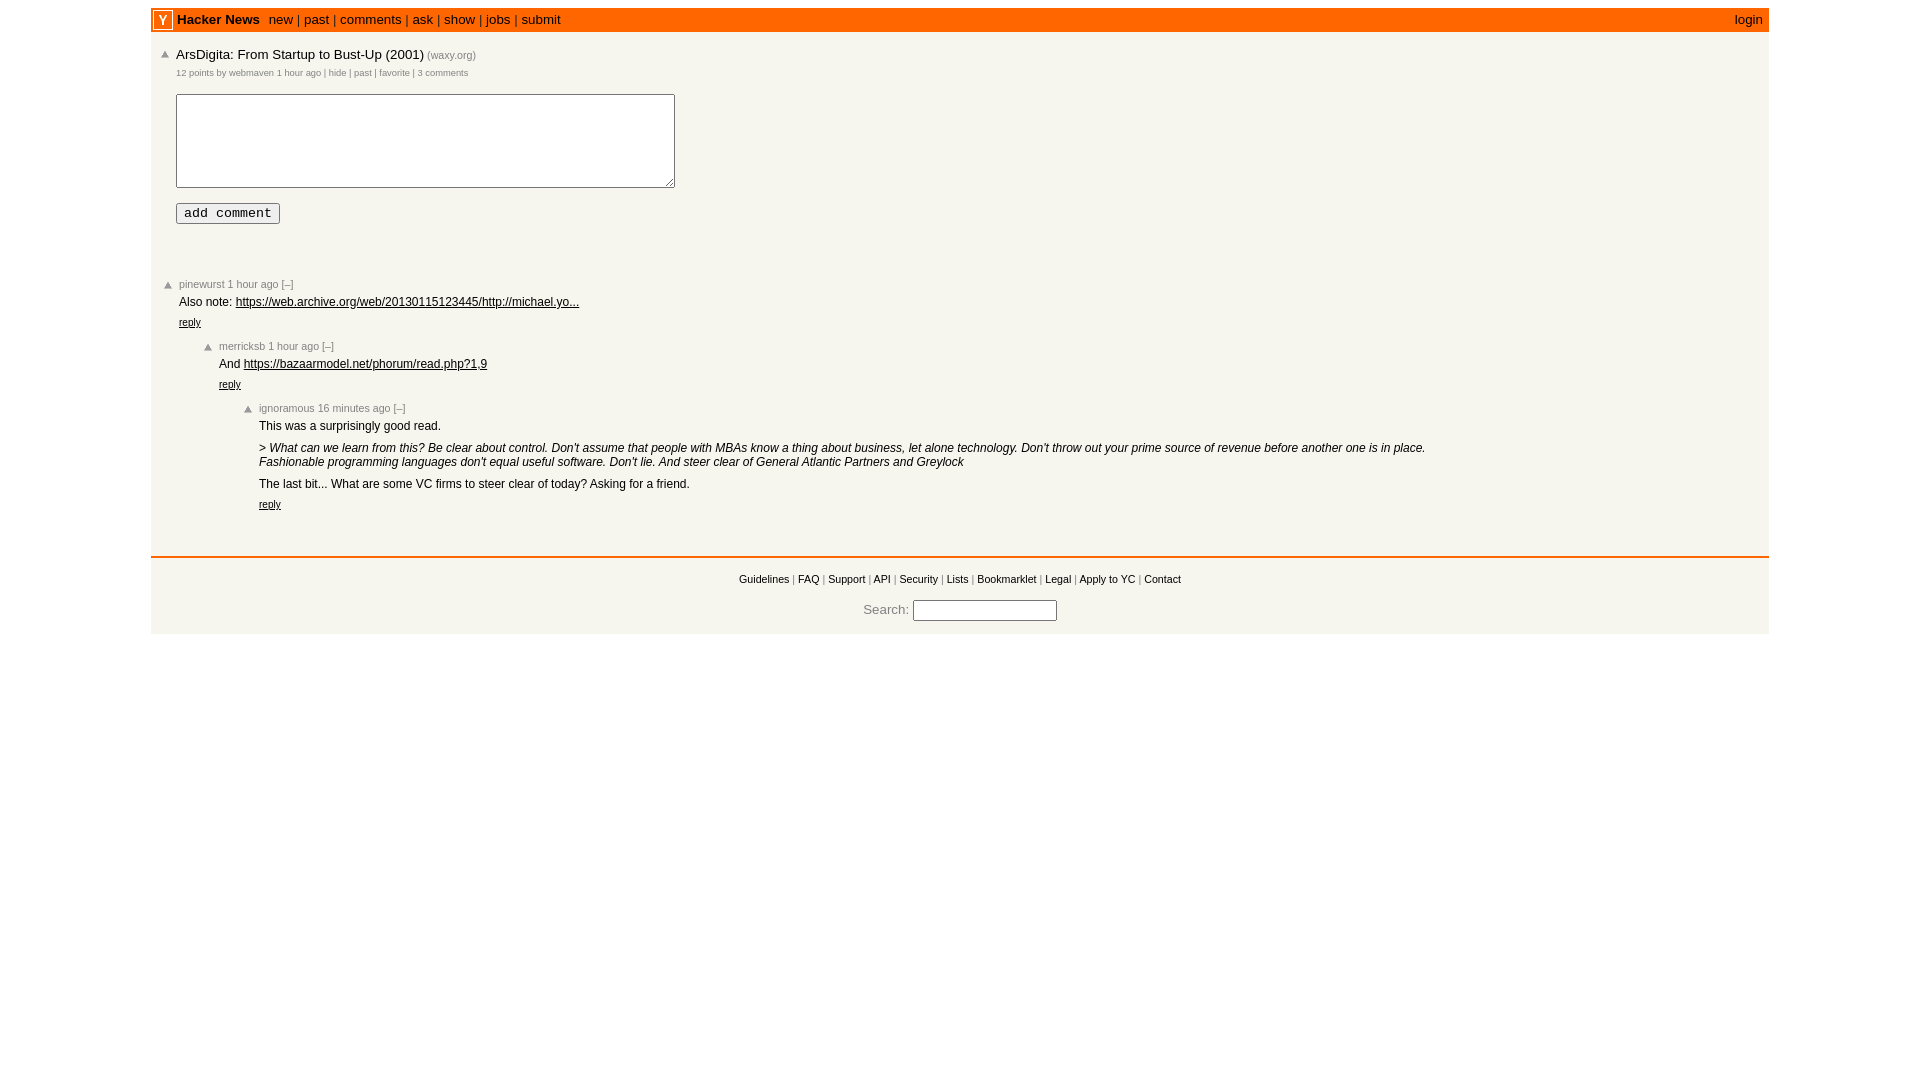 Y Hacker News new | past | comments | ask | show | jobs | submit login
ArsDigita: From Startup to Bust-Up (2001) (waxy.org)
12 points by webmaven 1 hour ago | hide | past | favorite | 3 comments
add comment
pinewurst 1 hour ago [–]
Also note: https://web.archive.org/web/20130115123445/http://michael.yo...
reply
merricksb 1 hour ago [–]
And https://bazaarmodel.net/phorum/read.php?1,9
reply
ignoramous 16 minutes ago [–]
This was a surprisingly good read.
> What can we learn from this? Be clear about control. Don't assume that people with MBAs know a thing about business, let alone technology. Don't throw out your prime source of revenue before another one is in place.
Fashionable programming languages don't equal useful software. Don't lie. And steer clear of General Atlantic Partners and Greylock
The last bit... What are some VC firms to steer clear of today? Asking for a friend.
reply
Guidelines | FAQ | Support | API | Security | Lists | Bookmarklet | Legal | Apply to YC | Contact
Search: